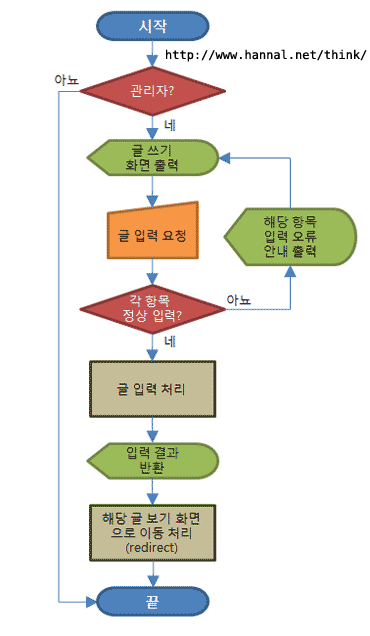 시작
http://www.hannal.net/think/
아뇨
관리자?
네
글 쓰기
화면 출력
해당 항목
입력 오류
안내 출력
글 입력 요청
각 항목
정상 입력?
아뇨
네
글 입력 처리
입력 결과
반환
해당 글 보기 화면
으로 이동 처리
(redirect)
끝